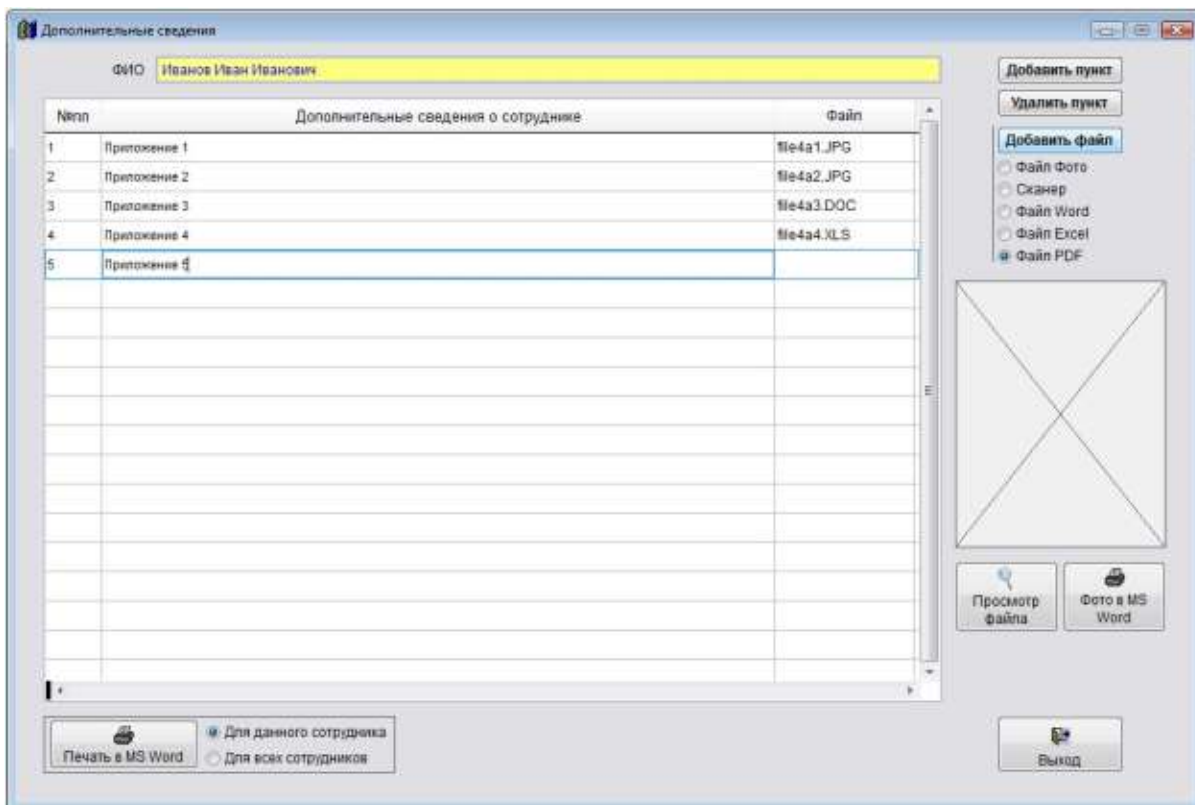 Дополнительные сведения
ФИО Иванов Иван Иванович
Добавить пункт
Удалить пункт
№пп Дополнительные сведения о сотруднике Файл
1 Приложение 1 file4a1.JPG
2 Приложение 2 file4a2.JPG
3 Приложение 3 file4a3.DOC
4 Приложение 4 file4a4.XLS
5 Приложение 5
Добавить файл
Файл Фото
Сканер
Файл Word
Файл Excel
Файл PDF
Просмотр
файла
Фото в MS
Word
Печать в MS Word
Для данного сотрудника
Для всех сотрудников
Выход